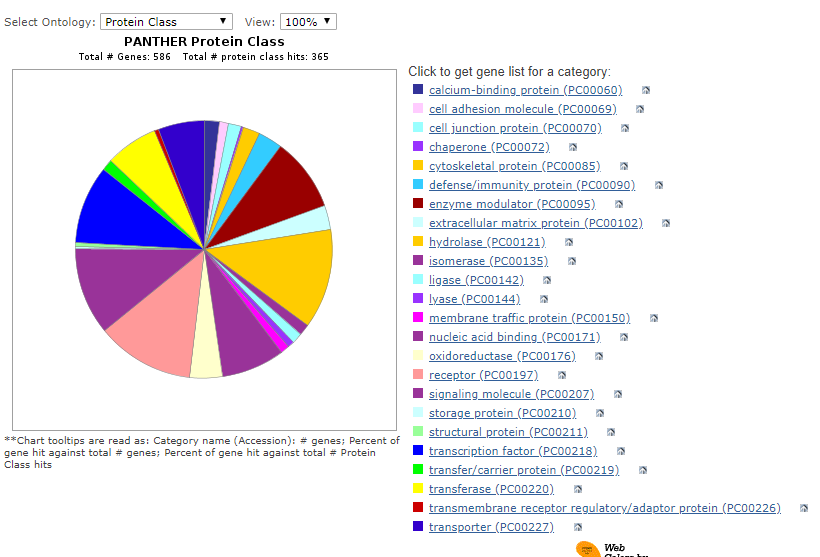 Select Ontology: Protein Class View: 100%
PANTHER Protein Class
Total # Genes: 586 Total # protein class hits: 365
Click to get gene list for a category:
calcium-binding protein (PC00060)
cell adhesion molecule (PC00069)
cell junction protein (PC00070)
chaperone (PC00072)
cytoskeletal protein (PC00085)
defense/immunity protein (PC00090)
enzyme modulator (PC00095)
extracellular matrix protein (PC00102)
hydrolase (PC00121)
isomerase (PC00135)
ligase (PC00142)
lyase (PC00144)
membrane traffic protein (PC00150)
nucleic acid binding (PC00171)
oxidoreductase (PC00176)
receptor (PC00197)
signaling molecule (PC00207)
storage protein (PC00210)
structural protein (PC00211)
transcription factor (PC00218)
transfer/carrier protein (PC00219)
transferase (PC00220)
transmembrane receptor regulatory/adaptor protein (PC00226)
transporter (PC00227)
**Chart tooltips are read as: Category name (Accession): # genes; Percent of
gene hit against total # genes; Percent of gene hit against total # Protein
Class hits
Web